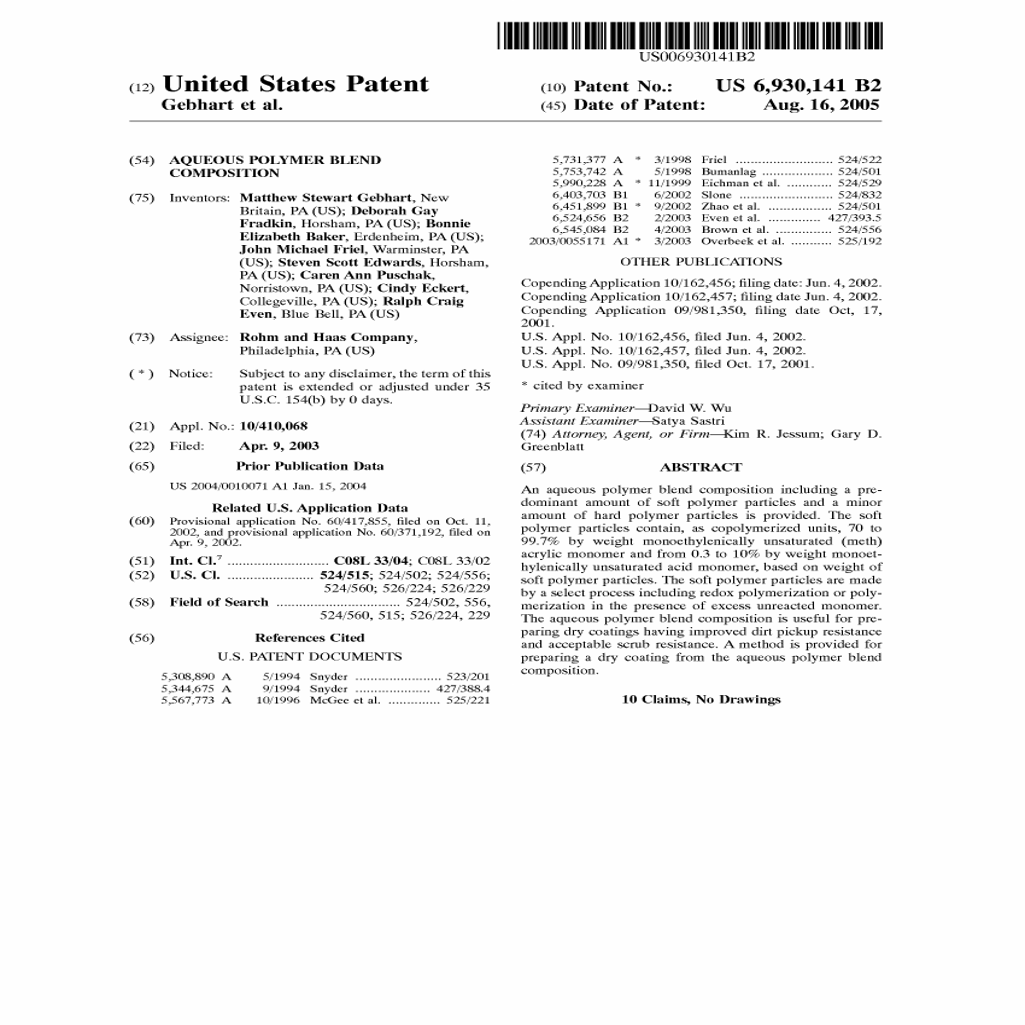 US006930141B2
(12) United States Patent
Gebhart et al.
(10) Patent No.: US 6,930,141 B2
(45) Date of Patent: Aug. 16, 2005
(54) AQUEOUS POLYMER BLEND
COMPOSITION
(75) Inventors: Matthew Stewart Gebhart, New
Britain, PA (US); Deborah Gay
Fradkin, Horsham, PA (US); Bonnie
Elizabeth Baker, Erdenheim, PA (US);
John Michael Friel, Warminster, PA
(US); Steven Scott Edwards, Horsham,
PA (US); Caren Ann Puschak,
Norristown, PA (US); Cindy Eckert,
Collegeville, PA (US); Ralph Craig
Even, Blue Bell, PA (US)
(73) Assignee: Rohm and Haas Company,
Philadelphia, PA (US)
( * ) Notice: Subject to any disclaimer, the term of this
patent is extended or adjusted under 35
U.S.C. 154(b) by 0 days.
(21) Appl. No.: 10/410,068
(22) Filed: Apr. 9, 2003
(65) Prior Publication Data
US 2004/0010071 A1 Jan. 15, 2004
Related U.S. Application Data
(60) Provisional application No. 60/417,855, filed on Oct. 11,
2002, and provisional application No. 60/371,192, filed on
Apr. 9, 2002.
(51) Int. Cl.7 ........................... C08L 33/04; C08L 33/02
(52) U.S. Cl. ....................... 524/515; 524/502; 524/556;
524/560; 526/224; 526/229
(58) Field of Search ................................. 524/502, 556,
524/560, 515; 526/224, 229
(56) References Cited
U.S. PATENT DOCUMENTS
5,308,890 A 5/1994 Snyder ....................... 523/201
5,344,675 A 9/1994 Snyder .................... 427/388.4
5,567,773 A 10/1996 McGee et al. .............. 525/221
5,731,377 A * 3/1998 Friel .......................... 524/522
5,753,742 A 5/1998 Bumanlag ................... 524/501
5,990,228 A * 11/1999 Eichman et al. ............ 524/529
6,403,703 B1 6/2002 Slone ......................... 524/832
6,451,899 B1 * 9/2002 Zhao et al. ................. 524/501
6,524,656 B2 2/2003 Even et al. .............. 427/393.5
6,545,084 B2 4/2003 Brown et al. ............... 524/556
2003/0055171 A1 * 3/2003 Overbeek et al. ........... 525/192
OTHER PUBLICATIONS
Copending Application 10/162,456; filing date: Jun. 4, 2002.
Copending Application 10/162,457; filing date Jun. 4, 2002.
Copending Application 09/981,350, filing date Oct, 17,
2001.
U.S. Appl. No. 10/162,456, filed Jun. 4, 2002.
U.S. Appl. No. 10/162,457, filed Jun. 4, 2002.
U.S. Appl. No. 09/981,350, filed Oct. 17, 2001.
* cited by examiner
Primary Examiner—David W. Wu
Assistant Examiner—Satya Sastri
(74) Attorney, Agent, or Firm—Kim R. Jessum; Gary D.
Greenblatt
(57) ABSTRACT
An aqueous polymer blend composition including a pre-
dominant amount of soft polymer particles and a minor
amount of hard polymer particles is provided. The soft
polymer particles contain, as copolymerized units, 70 to
99.7% by weight monoethylenically unsaturated (meth)
acrylic monomer and from 0.3 to 10% by weight monoet-
hylenically unsaturated acid monomer, based on weight of
soft polymer particles. The soft polymer particles are made
by a select process including redox polymerization or poly-
merization in the presence of excess unreacted monomer.
The aqueous polymer blend composition is useful for pre-
paring dry coatings having improved dirt pickup resistance
and acceptable scrub resistance. A method is provided for
preparing a dry coating from the aqueous polymer blend
composition.
10 Claims, No Drawings